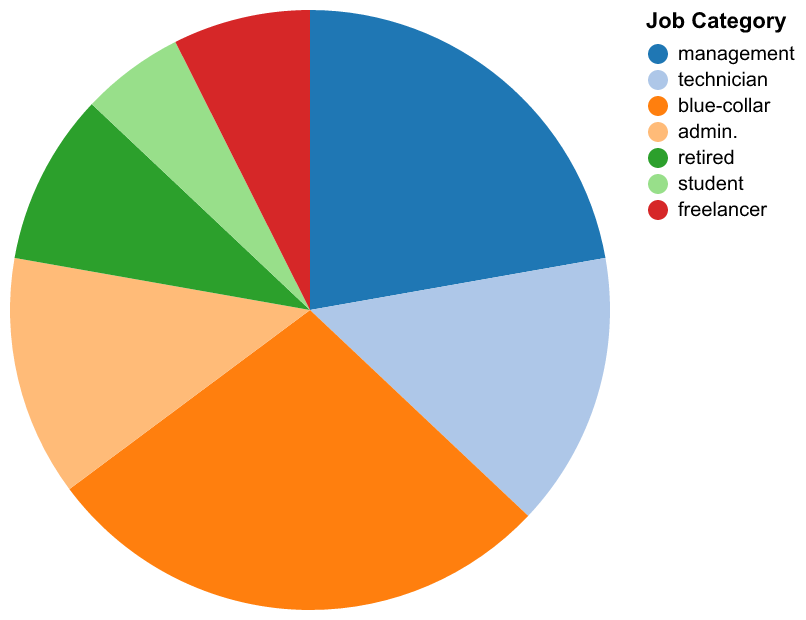 Job Category
management
technician
blue-collar
admin.
retired
student
freelancer